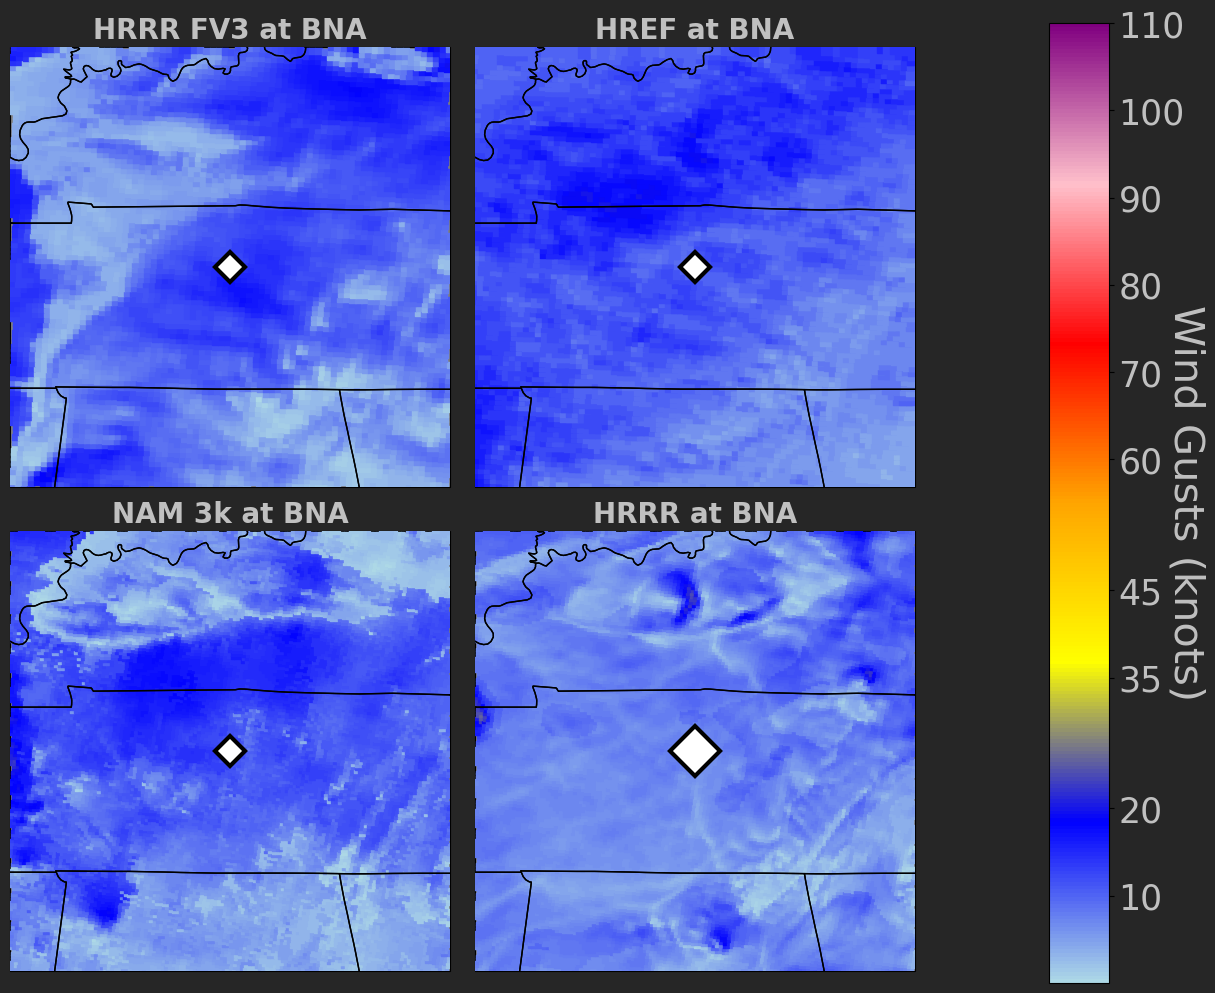 HRRR FV3 at BNA
HREF at BNA
NAM 3k at BNA
HRRR at BNA
110
100
90
80
70
60
45
35
20
10
Wind Gusts (knots)